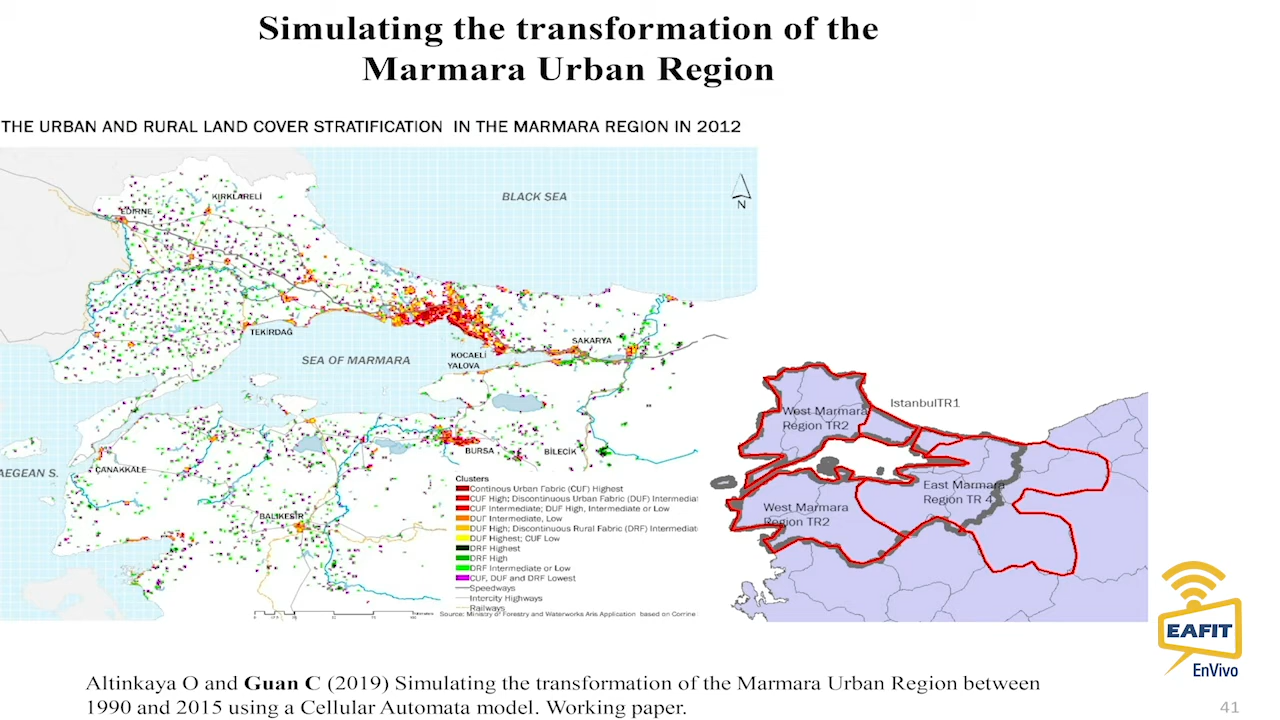 Simulating the transformation of the
Marmara Urban Region
THE URBAN AND RURAL LAND COVER STRATIFICATION IN THE MARMARA REGION IN 2012
BLACK SEA
N
KIRKLARELİ
EDİRNE
TEKİRDAĞ
SEA OF MARMARA
KOCAELİ
YALOVA
SAKARYA
AEGEAN S.
ÇANAKKALE
BURSA
BİLECİK
BALIKESİR
Clusters
Continous Urban Fabric (CUF) Highest
CUF High; Discontinuous Urban Fabric (DUF) Intermediat
CUF Intermediate; DUF High, Intermediate or Low
DUF Intermediate, Low
DUF High; Discontinuous Rural Fabric (DRF) Intermediat
DUF Highest; CUF Low
DRF Highest
DRF High
DRF Intermediate or Low
CUF, DUF and DRF Lowest
Speedways
Intercity Highways
Railways
Source: Ministry of Forestry and Waterworks Aris Application based on Corrine
IstanbulTR1
West Marmara
Region TR2
East Marmara
Region TR 4
West Marmara
Region TR2
EAFIT
EnVivo
Altinkaya O and Guan C (2019) Simulating the transformation of the Marmara Urban Region between
1990 and 2015 using a Cellular Automata model. Working paper.
41